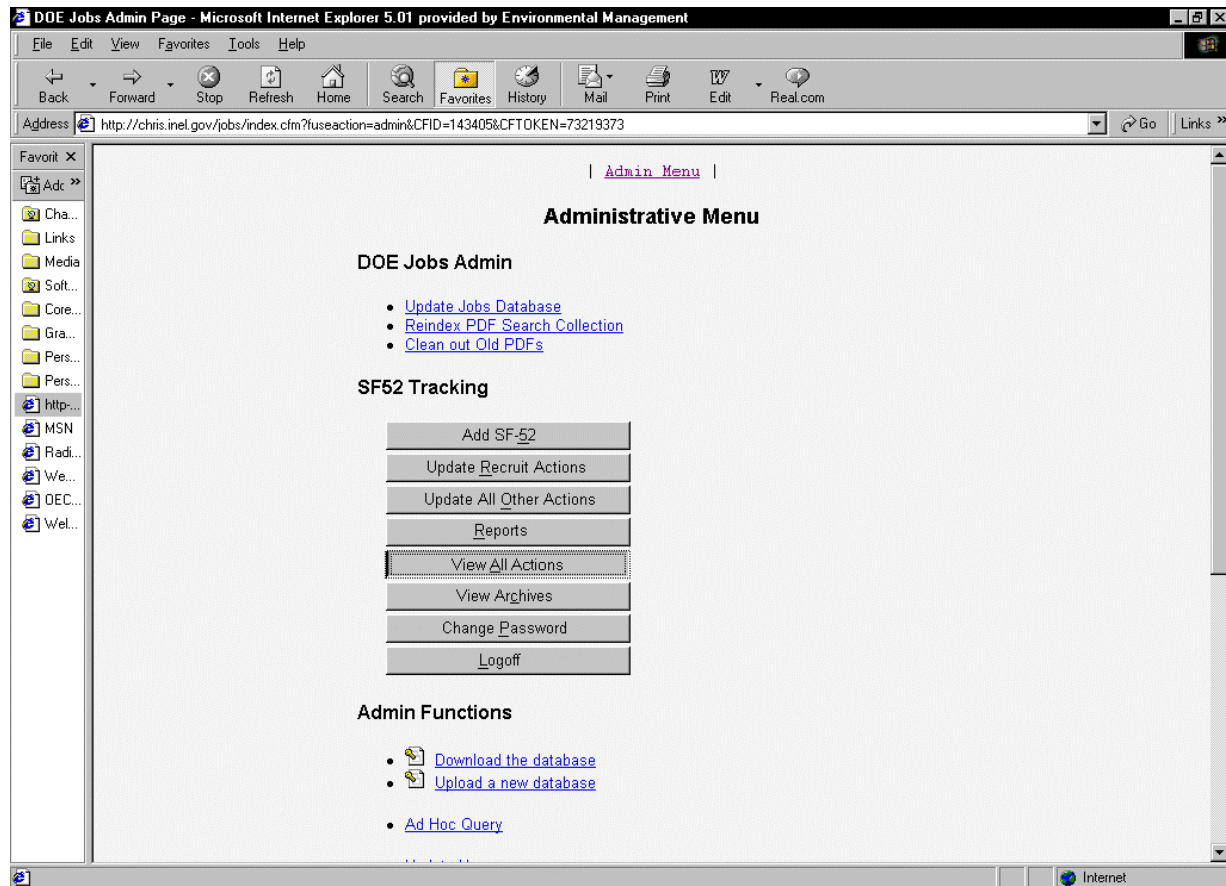 DOE Jobs Admin Page - Microsoft Internet Explorer 5.01 provided by Environmental Management
File Edit View Favorites Tools Help
Back Forward Stop Refresh Home Search Favorites History Mail Print Edit Real.com
Address http://chris.inel.gov/jobs/index.cfm?fuseaction=admin&CFID=143405&CFTOKEN=73219373 Go Links »
Favorit ×
Adc »
Cha...
Links
Media
Soft...
Core...
Gra...
Pers...
Pers...
http-...
MSN
Radi...
We...
OEC...
Wel...
| Admin Menu |
Administrative Menu
DOE Jobs Admin
• Update Jobs Database
• Reindex PDF Search Collection
• Clean out Old PDFs
SF52 Tracking
Add SF-52
Update Recruit Actions
Update All Other Actions
Reports
View All Actions
View Archives
Change Password
Logoff
Admin Functions
• Download the database
• Upload a new database
• Ad Hoc Query
Internet